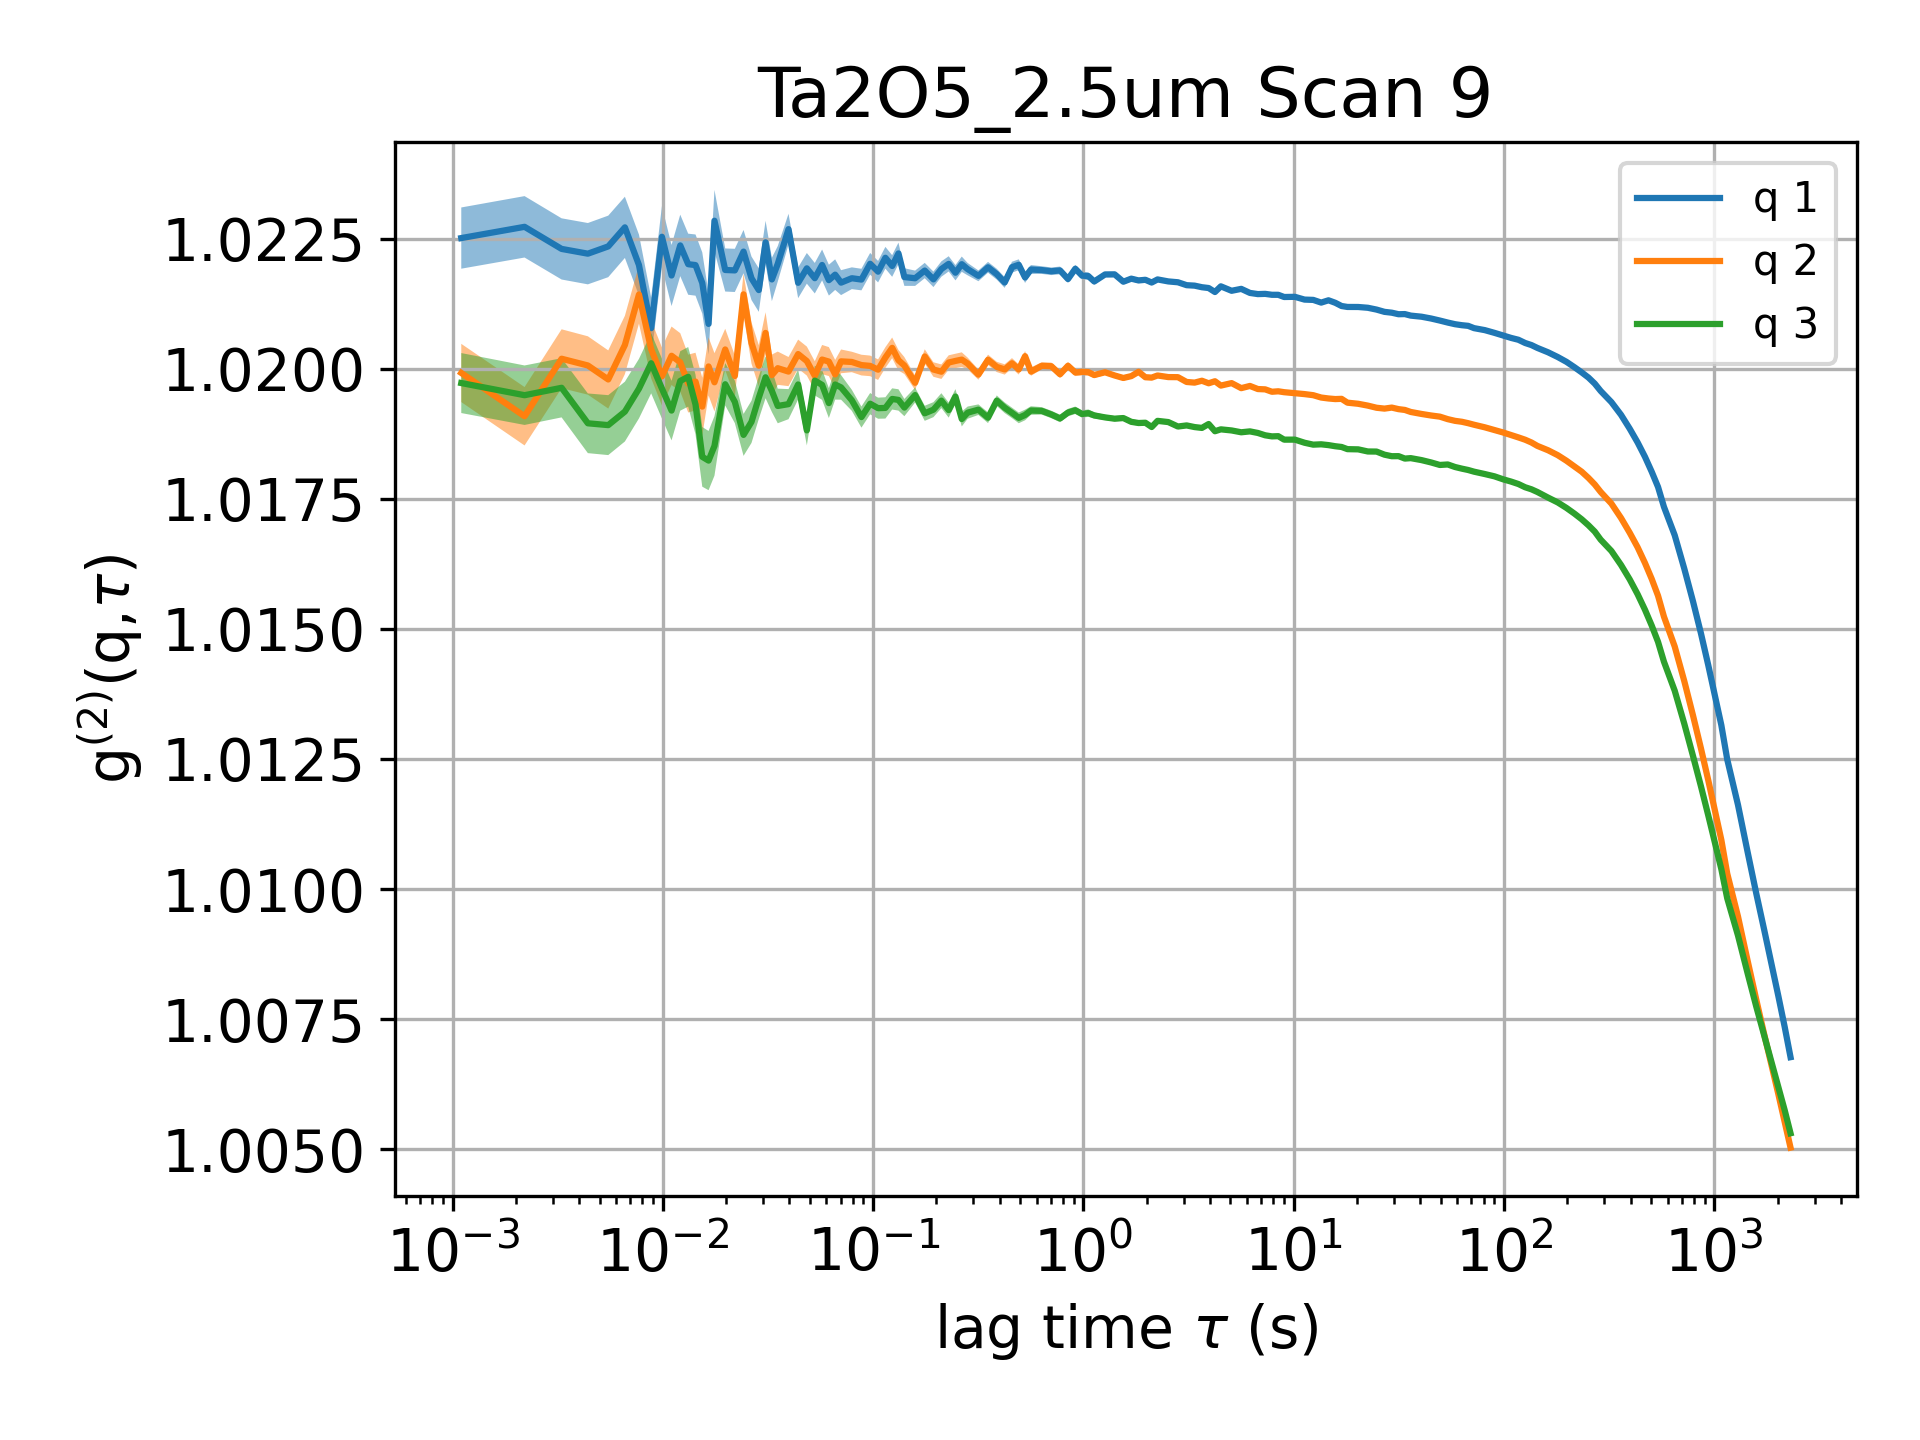 Ta2O5_2.5um Scan 9
q 1
q 2
q 3
g⁽²⁾(q,τ)
1.0225
1.0200
1.0175
1.0150
1.0125
1.0100
1.0075
1.0050
10⁻³ 10⁻² 10⁻¹ 10⁰ 10¹ 10² 10³
lag time τ (s)